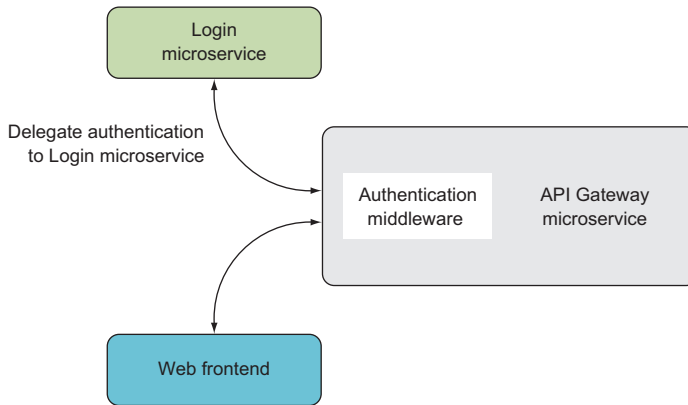 Login
microservice
Delegate authentication
to Login microservice
Authentication
middleware
API Gateway
microservice
Web frontend